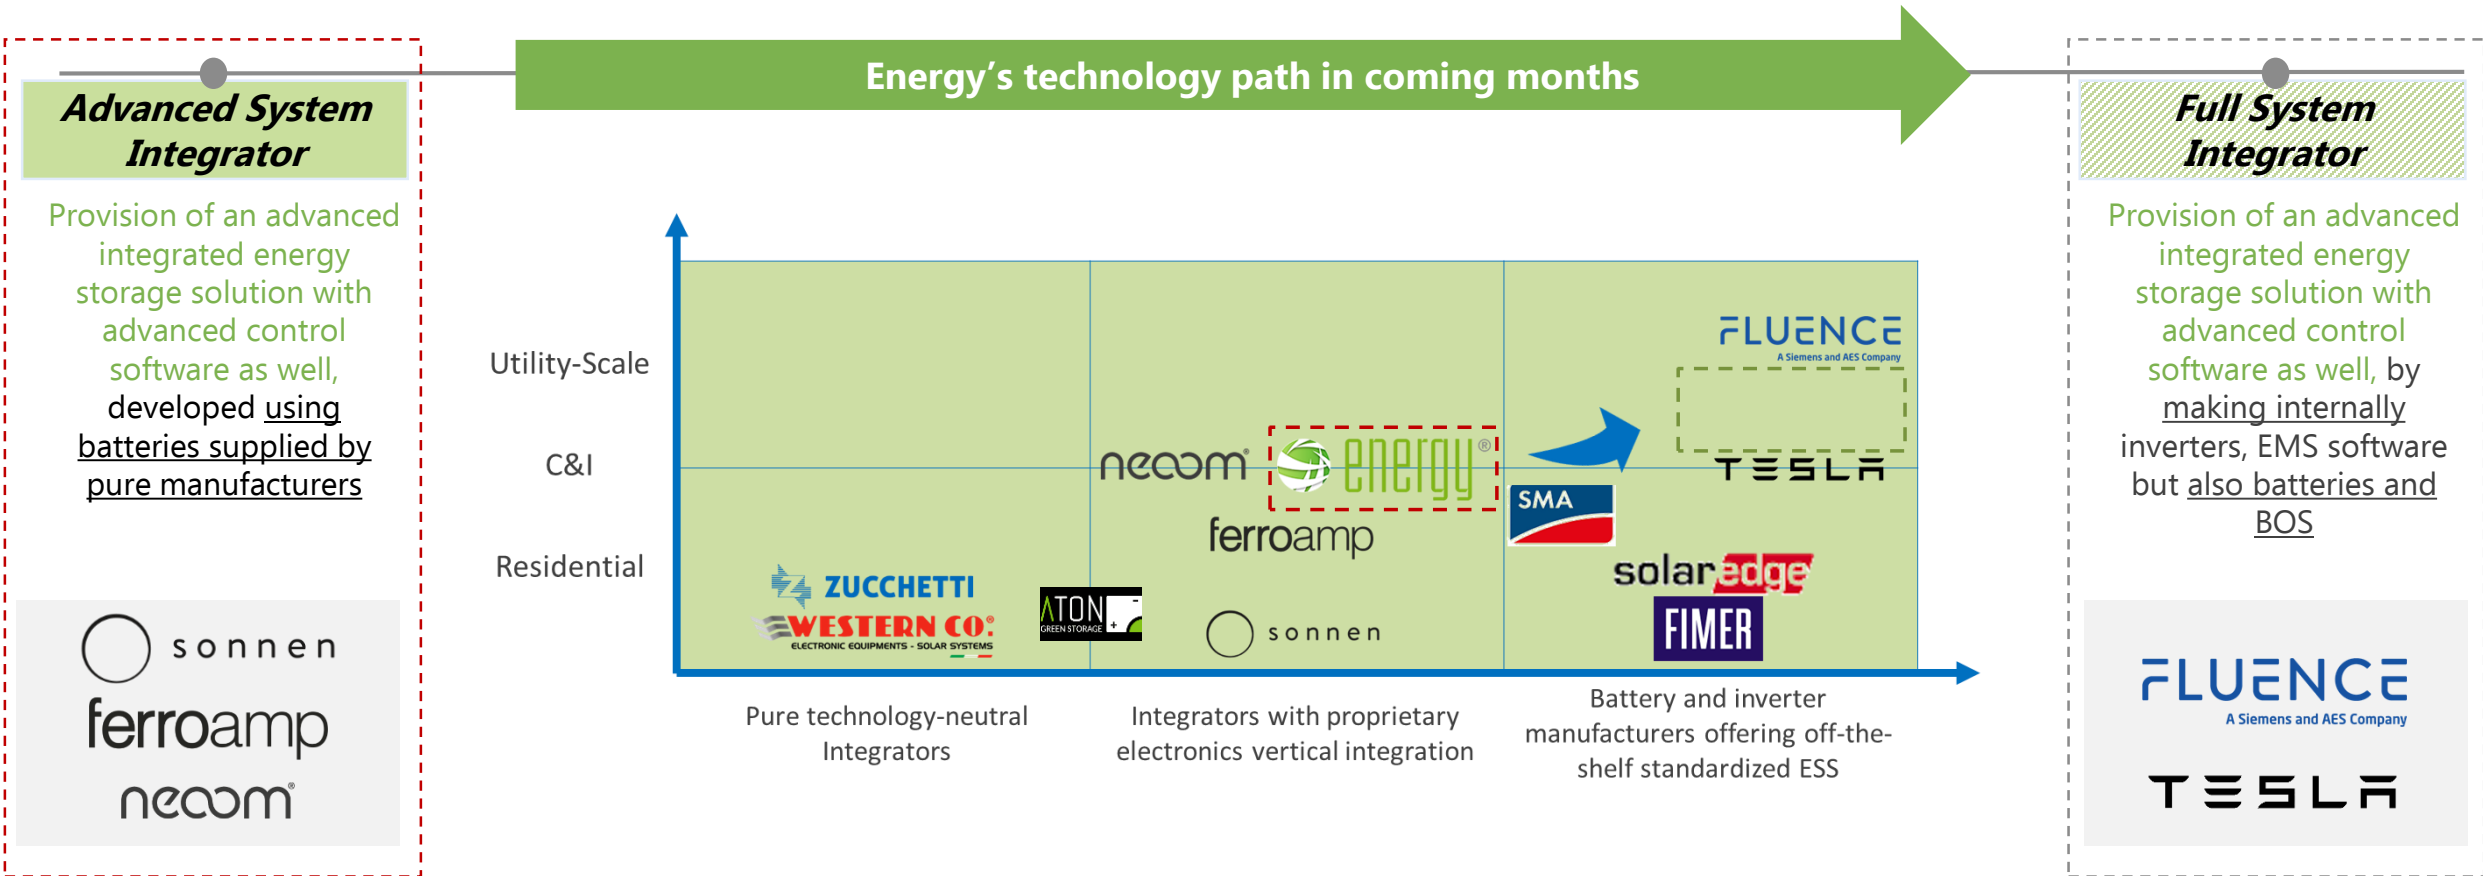 Energy’s technology path in coming months
Advanced System
Integrator
Provision of an advanced
integrated energy
storage solution with
advanced control
software as well,
developed using
batteries supplied by
pure manufacturers
sonnen
ferroamp
neoom®
Utility-Scale
C&I
Residential
FLUENCE
A Siemens and AES Company
neoom®
energy®
TESLA
SMA
ferroamp
ZUCCHETTI
WESTERN CO.®
ELECTRONIC EQUIPMENTS - SOLAR SYSTEMS
ATON
GREEN STORAGE
- +
sonnen
solaredge
FIMER
Pure technology-neutral
Integrators
Integrators with proprietary
electronics vertical integration
Battery and inverter
manufacturers offering off-the-
shelf standardized ESS
Full System
Integrator
Provision of an advanced
integrated energy
storage solution with
advanced control
software as well, by
making internally
inverters, EMS software
but also batteries and
BOS
FLUENCE
A Siemens and AES Company
TESLA